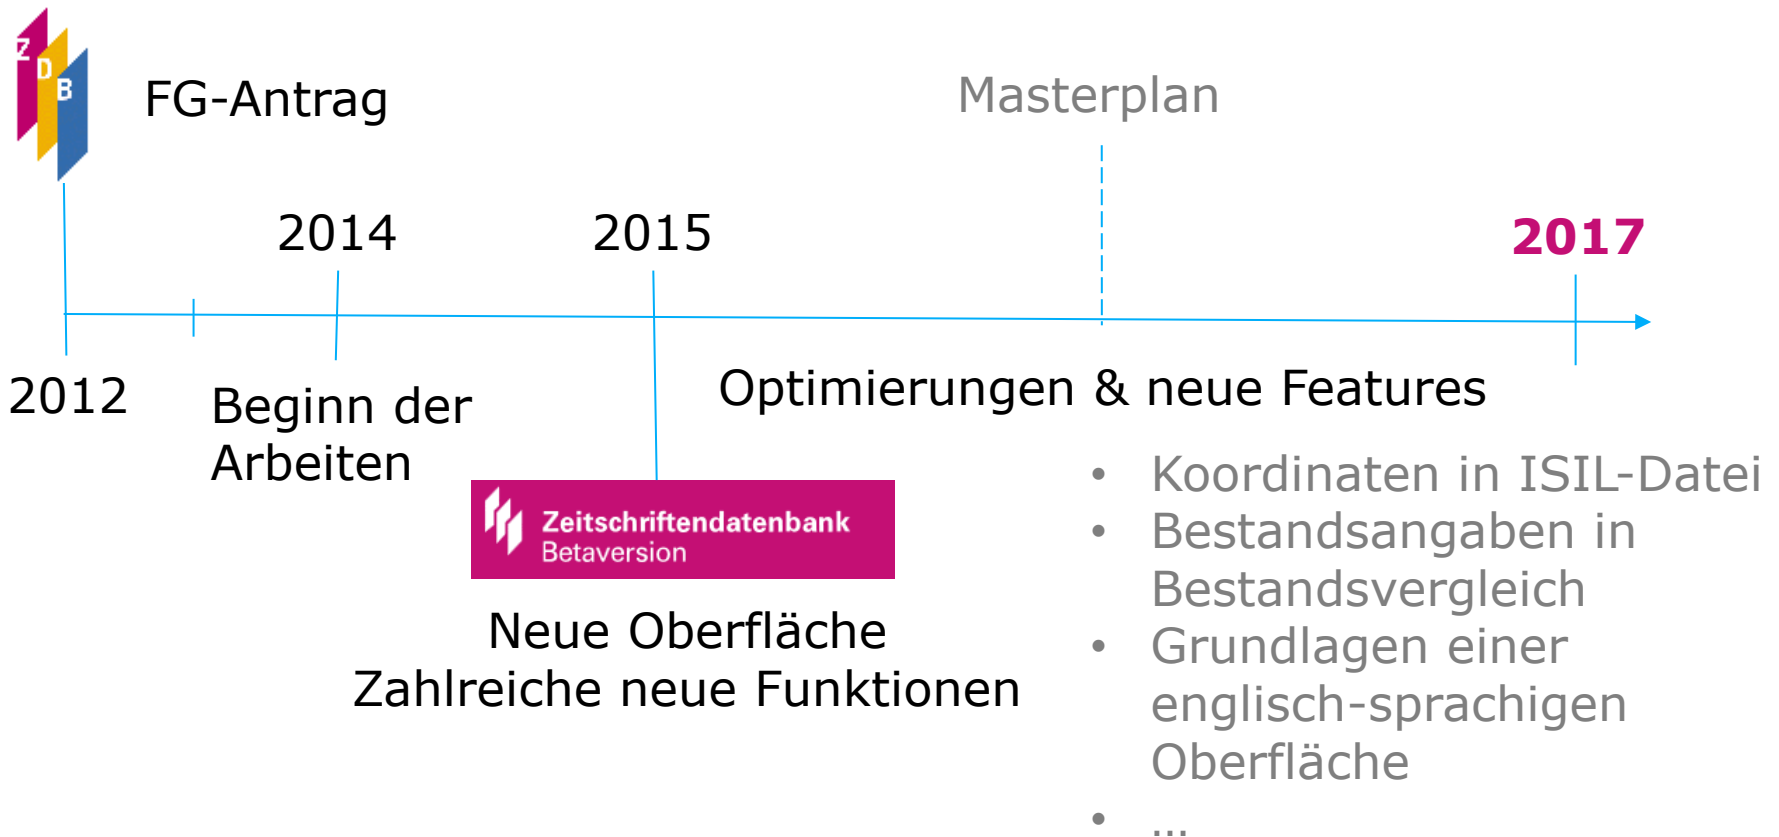 Z
D
B
FG-Antrag
Masterplan
2014
2015
2017
2012
Beginn der
Arbeiten
Optimierungen & neue Features
Zeitschriftendatenbank
Betaversion
Neue Oberfläche
Zahlreiche neue Funktionen
• Koordinaten in ISIL-Datei
• Bestandsangaben in
Bestandsvergleich
• Grundlagen einer
englisch-sprachigen
Oberfläche
• ...